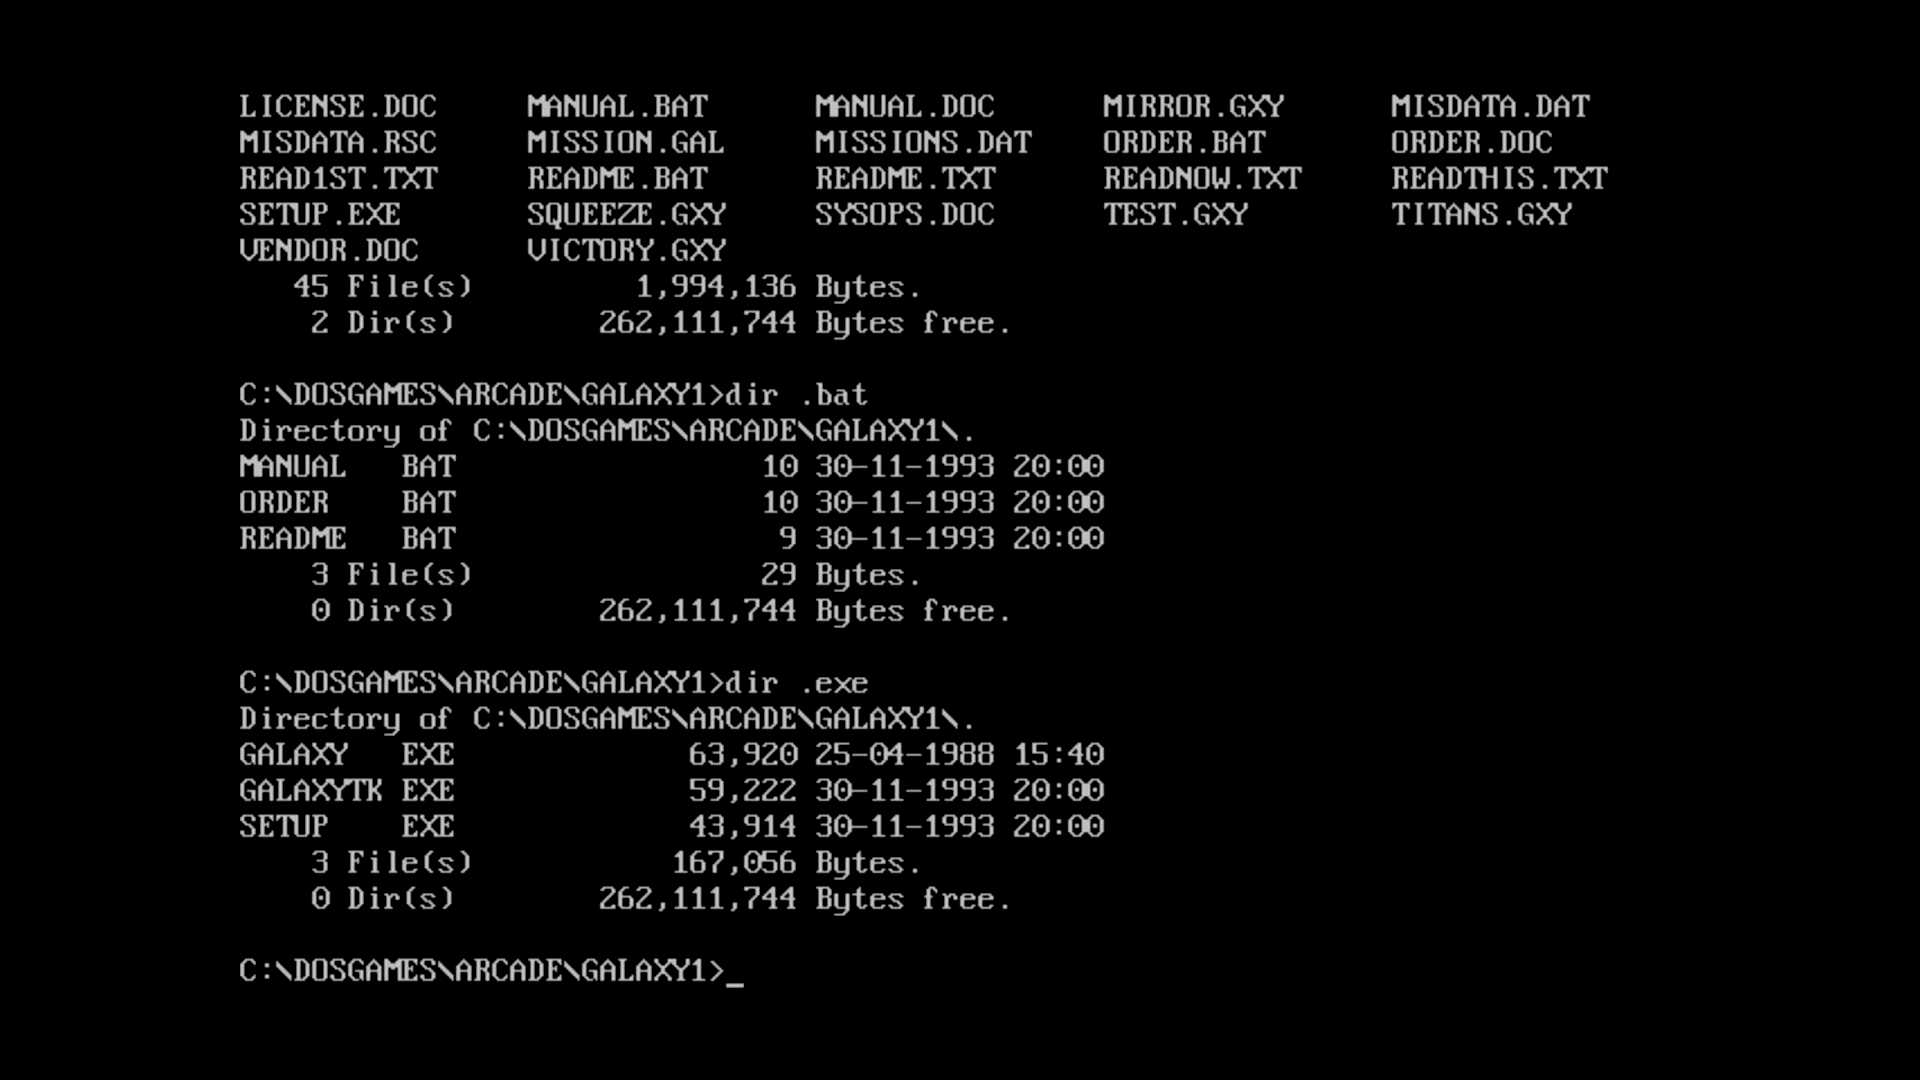 LICENSE.DOC     MANUAL.BAT      MANUAL.DOC      MIRROR.GXY      MISDATA.DAT
MISDATA.RSC     MISSION.GAL     MISSIONS.DAT    ORDER.BAT       ORDER.DOC
READ1ST.TXT     README.BAT      README.TXT      READNOW.TXT     READTHIS.TXT
SETUP.EXE       SQUEEZE.GXY     SYSOPS.DOC      TEST.GXY        TITANS.GXY
VENDOR.DOC      VICTORY.GXY
   45 File(s)         1,994,136 Bytes.
    2 Dir(s)        262,111,744 Bytes free.
C:\DOSGAMES\ARCADE\GALAXY1>dir .bat
Directory of C:\DOSGAMES\ARCADE\GALAXY1\.
MANUAL   BAT                 10 30-11-1993 20:00
ORDER    BAT                 10 30-11-1993 20:00
README   BAT                  9 30-11-1993 20:00
    3 File(s)                29 Bytes.
    0 Dir(s)        262,111,744 Bytes free.
C:\DOSGAMES\ARCADE\GALAXY1>dir .exe
Directory of C:\DOSGAMES\ARCADE\GALAXY1\.
GALAXY   EXE             63,920 25-04-1988 15:40
GALAXYTK EXE             59,222 30-11-1993 20:00
SETUP    EXE             43,914 30-11-1993 20:00
    3 File(s)           167,056 Bytes.
    0 Dir(s)        262,111,744 Bytes free.
C:\DOSGAMES\ARCADE\GALAXY1>_